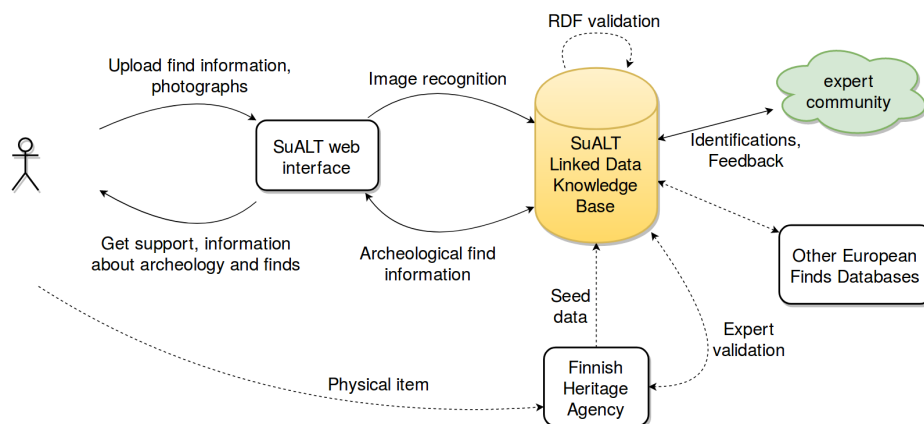 RDF validation
Upload find information,
photographs
Image recognition
expert
community
SuALT web
interface
SuALT
Linked Data
Knowledge
Base
Identifications,
Feedback
Get support, information
about archeology and finds
Archeological find
information
Other European
Finds Databases
Seed
data
Expert
validation
Physical item
Finnish
Heritage
Agency